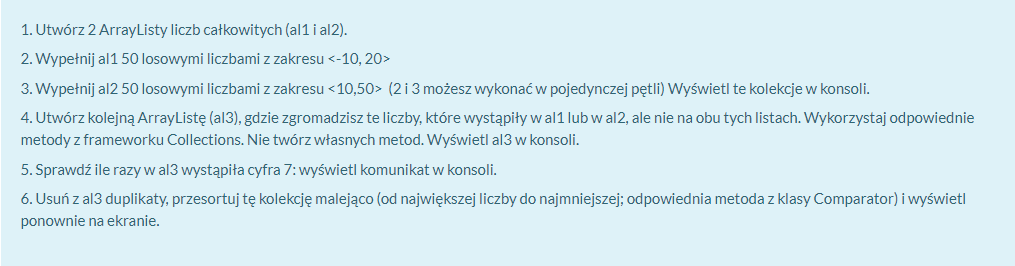 1. Utwórz 2 ArrayListy liczb całkowitych (al1 i al2).
2. Wypełnij al1 50 losowymi liczbami z zakresu <-10, 20>
3. Wypełnij al2 50 losowymi liczbami z zakresu <10,50> (2 i 3 możesz wykonać w pojedynczej pętli) Wyświetl te kolekcje w konsoli.
4. Utwórz kolejną ArrayListę (al3), gdzie zgromadzisz te liczby, które wystąpiły w al1 lub w al2, ale nie na obu tych listach. Wykorzystaj odpowiednie
metody z frameworku Collections. Nie twórz własnych metod. Wyświetl al3 w konsoli.
5. Sprawdź ile razy w al3 wystąpiła cyfra 7: wyświetl komunikat w konsoli.
6. Usuń z al3 duplikaty, przesortuj tę kolekcję malejąco (od największej liczby do najmniejszej; odpowiednia metoda z klasy Comparator) i wyświetl
ponownie na ekranie.